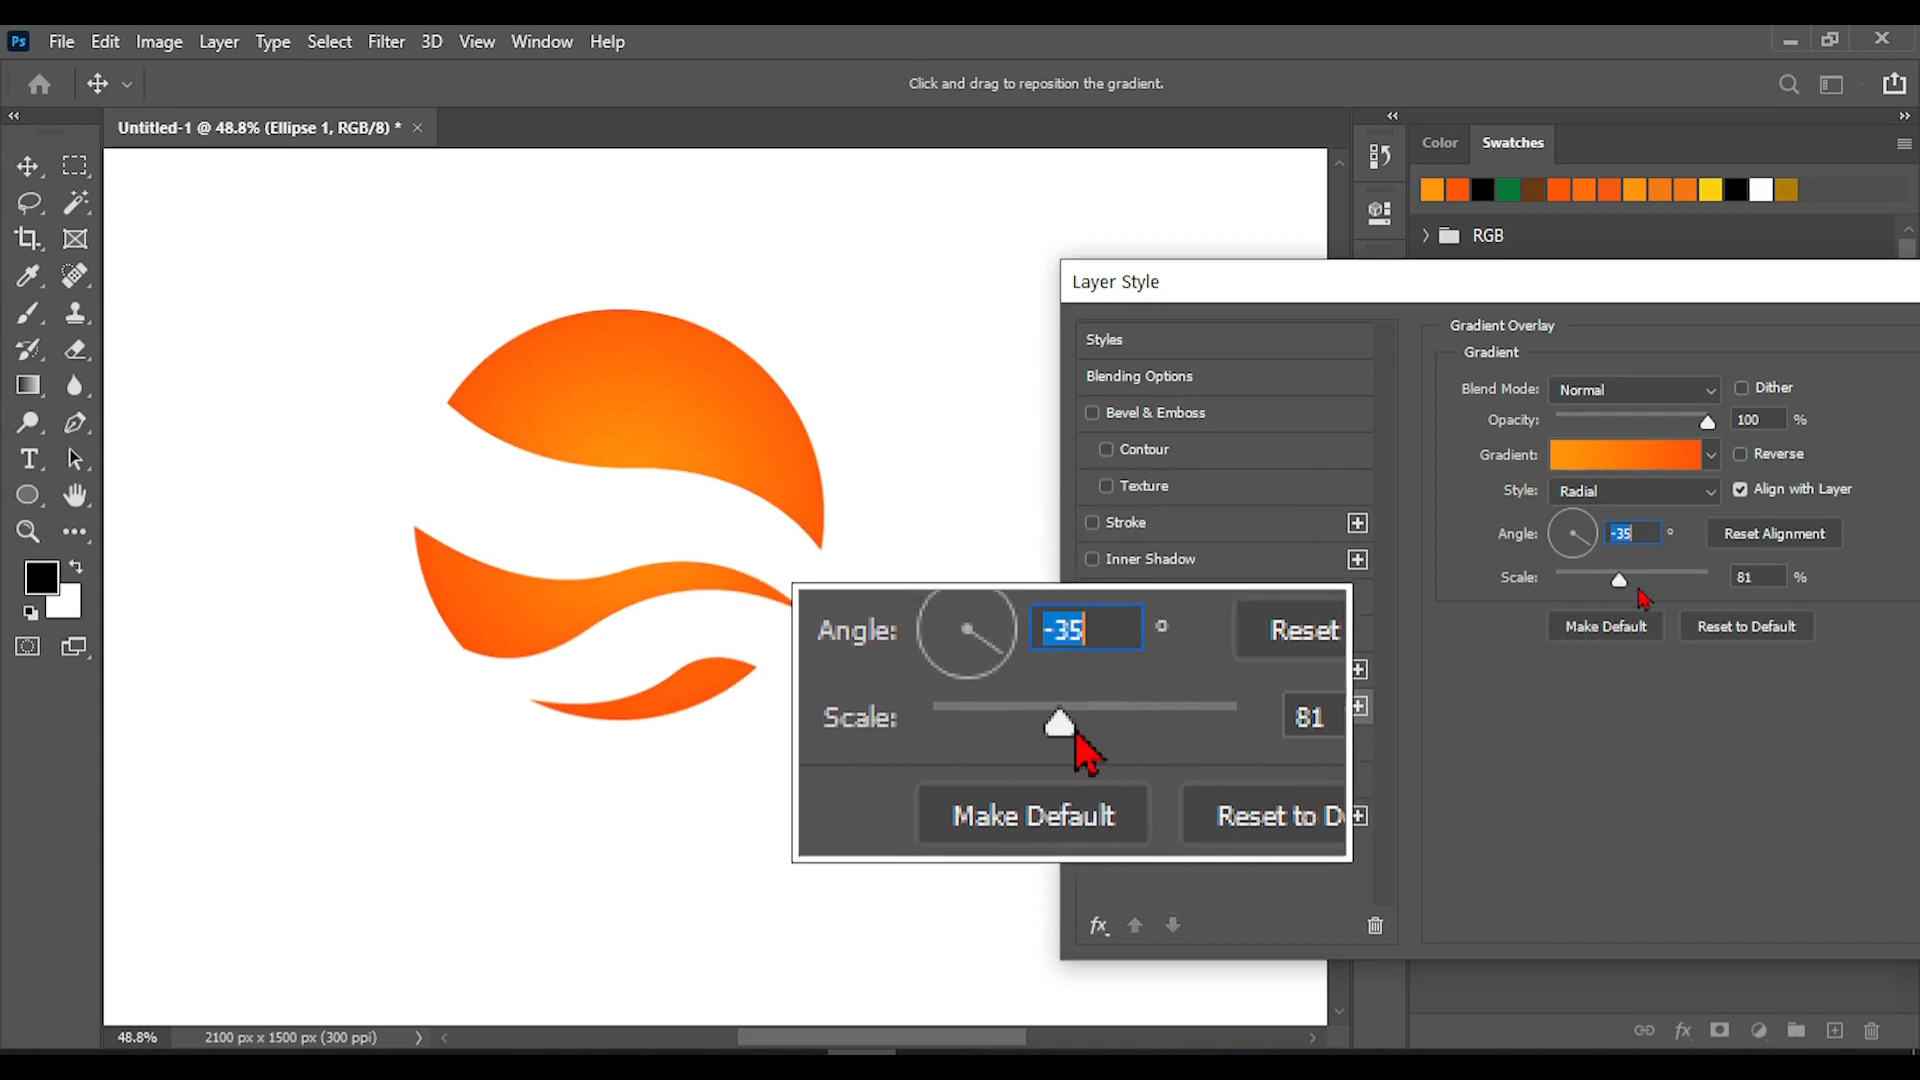 Ps File Edit Image Layer Type Select Filter 3D View Window Help
Click and drag to reposition the gradient.
Untitled-1 @ 48.8% (Ellipse 1, RGB/8) *
Color Swatches
RGB
Layer Style
Styles
Blending Options
Bevel & Emboss
Contour
Texture
Stroke
Inner Shadow
Gradient Overlay
Gradient
Blend Mode: Normal Dither
Opacity: 100 %
Gradient: Reverse
Style: Radial Align with Layer
Angle: -35 ° Reset Alignment
Scale: 81 %
Make Default Reset to Default
Angle: -35 ° Reset
Scale: 81
Make Default Reset to D
T
fx
48.8% 2100 px x 1500 px (300 ppi)
fx